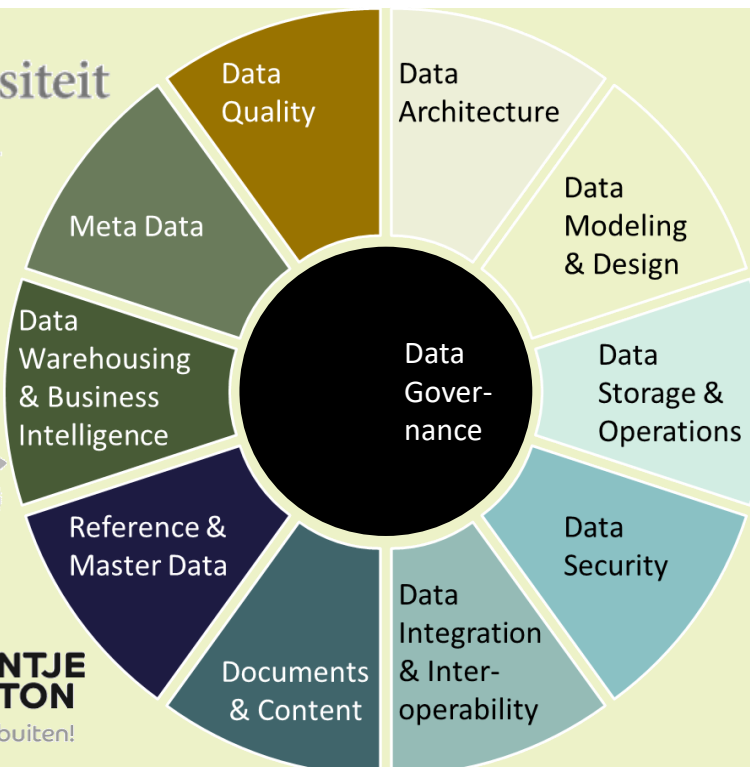 siteit
Data
Quality
Data
Architecture
Data
Modeling
& Design
Meta Data
Data
Warehousing
& Business
Intelligence
Data
Gover-
nance
Data
Storage &
Operations
Reference &
Master Data
Data
Security
Data
Integration
& Inter-
operability
Documents
& Content
NTJE
TON
buiten!